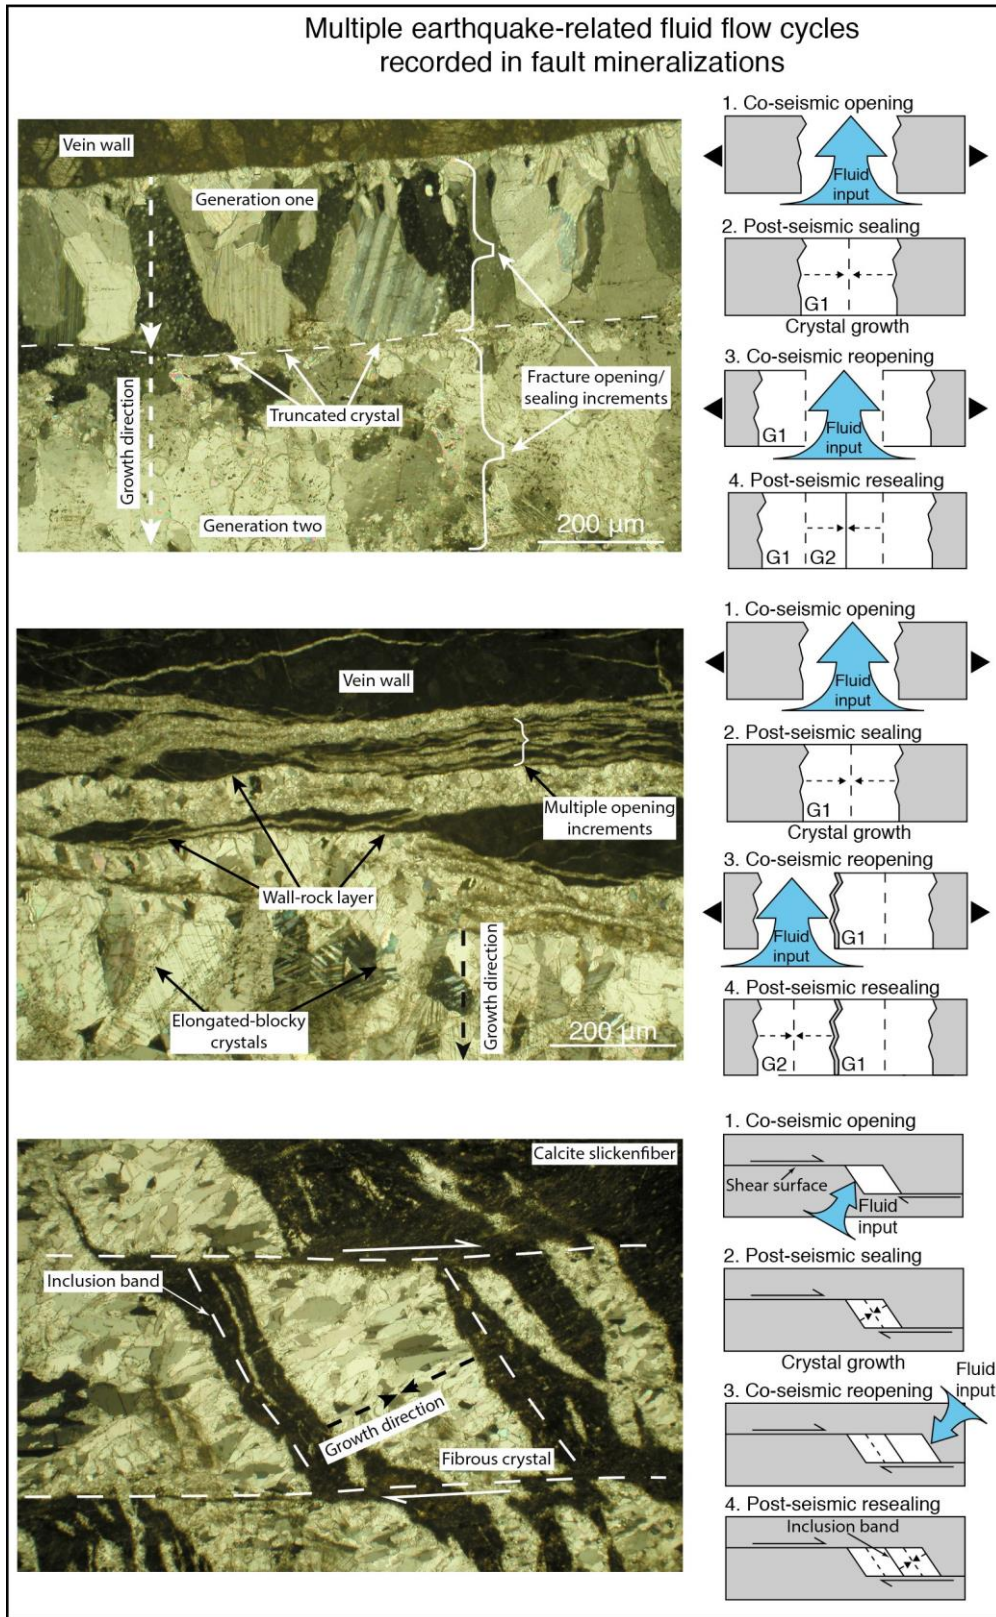 Multiple earthquake-related fluid flow cycles
recorded in fault mineralizations
Vein wall
Generation one
Growth direction
Truncated crystal
Fracture opening/
sealing increments
Generation two
200 µm
1. Co-seismic opening
Fluid
input
2. Post-seismic sealing
G1
Crystal growth
3. Co-seismic reopening
G1
Fluid
input
4. Post-seismic resealing
G1
G2
Vein wall
Multiple opening
increments
Wall-rock layer
Elongated-blocky
crystals
Growth direction
200 µm
1. Co-seismic opening
Fluid
input
2. Post-seismic sealing
G1
Crystal growth
3. Co-seismic reopening
Fluid
input
G1
4. Post-seismic resealing
G2
G1
Calcite slickenfiber
Inclusion band
Growth direction
Fibrous crystal
1. Co-seismic opening
Shear surface
Fluid
input
2. Post-seismic sealing
Crystal growth
3. Co-seismic reopening
Fluid
input
4. Post-seismic resealing
Inclusion band